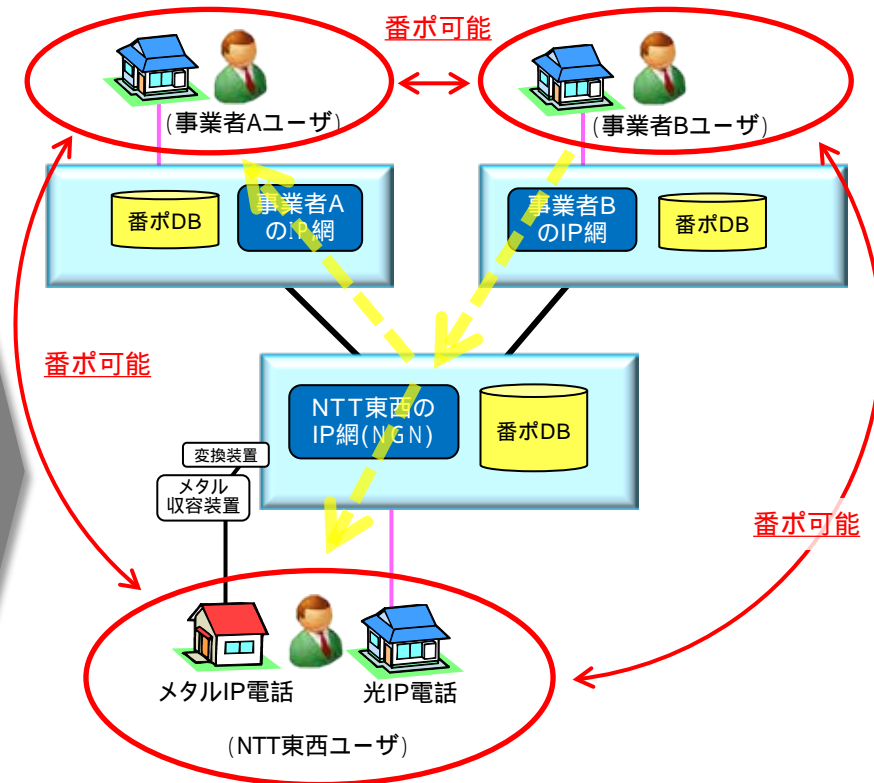 番ポ可能
(事業者Aユーザ)
(事業者Bユーザ)
番ポDB
事業者A
のIP網
事業者B
のIP網
番ポDB
番ポ可能
NTT東西の
IP網(NGN)
番ポDB
変換装置
メタル
収容装置
番ポ可能
メタルIP電話
光IP電話
(NTT東西ユーザ)